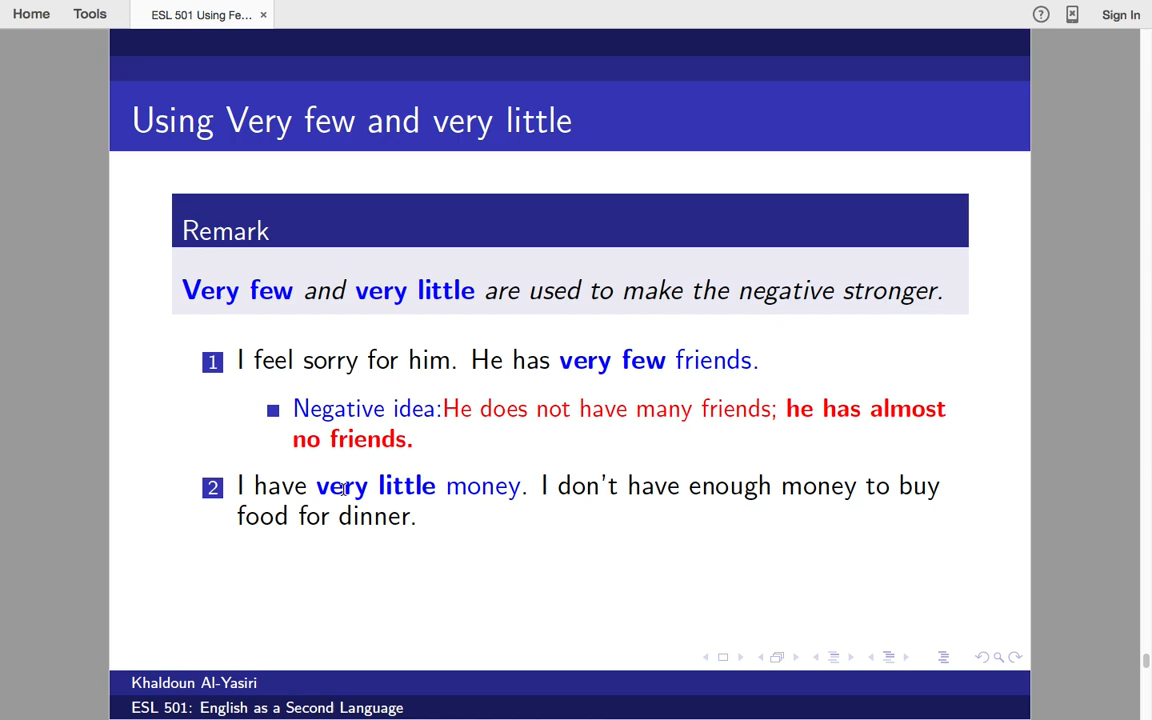 Home Tools ESL 501 Using Fe... × ? Sign In
Using Very few and very little
Remark
Very few and very little are used to make the negative stronger.
1 I feel sorry for him. He has very few friends.
Negative idea:He does not have many friends; he has almost
no friends.
2 I have very little money. I don't have enough money to buy
food for dinner.
Khaldoun Al-Yasiri
ESL 501: English as a Second Language